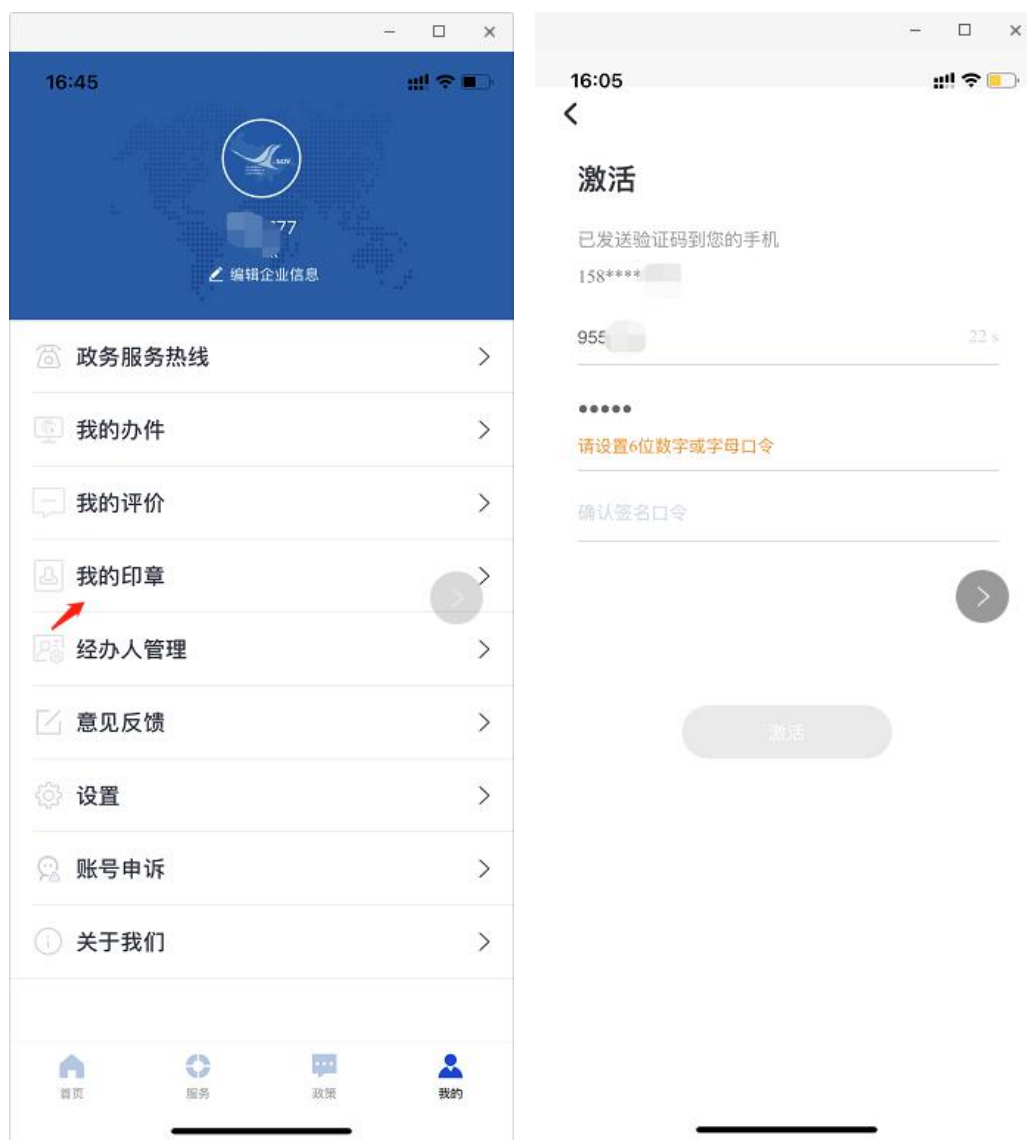 16:45
.GOV
77
编辑企业信息
政务服务热线
我的办件
我的评价
我的印章
经办人管理
意见反馈
设置
账号申诉
关于我们
首页
服务
政策
我的
16:05
激活
已发送验证码到您的手机
158****
955
22 s
•••••
请设置6位数字或字母口令
确认签名口令
激活